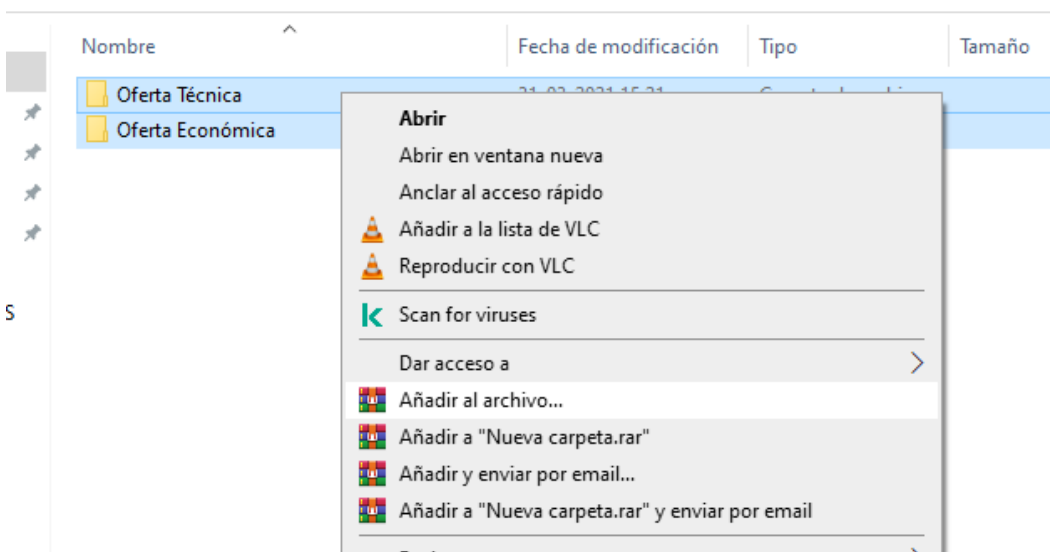 Nombre Fecha de modificación Tipo Tamaño
Oferta Técnica
Oferta Económica
Abrir
Abrir en ventana nueva
Anclar al acceso rápido
Añadir a la lista de VLC
Reproducir con VLC
Scan for viruses
S
Dar acceso a
Añadir al archivo...
Añadir a "Nueva carpeta.rar"
Añadir y enviar por email...
Añadir a "Nueva carpeta.rar" y enviar por email